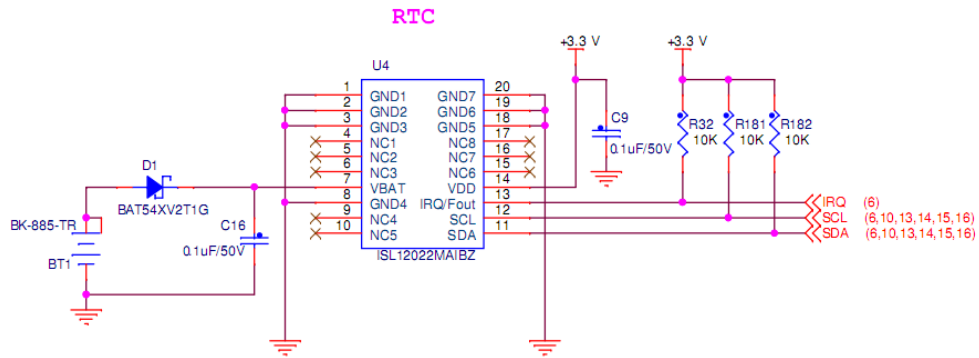 RTC
+3.3 V
+3.3 V
U4
1 GND1 GND7 20
2 GND2 GND6 19
3 GND3 GND5 18
4 NC1 NC8 17
5 NC2 NC7 16
6 NC3 NC6 15
7 VBAT VDD 14
8 GND4 IRQ/Fout 13
9 NC4 SCL 12
10 NC5 SDA 11
ISL12022MAIBZ
C9
0.1uF/50V
R32
10K
R181
10K
R182
10K
D1
BAT54XV2T1G
BK-885-TR
BT1
C16
0.1uF/50V
IRQ (6)
SCL (6,10,13,14,15,16)
SDA (6,10,13,14,15,16)